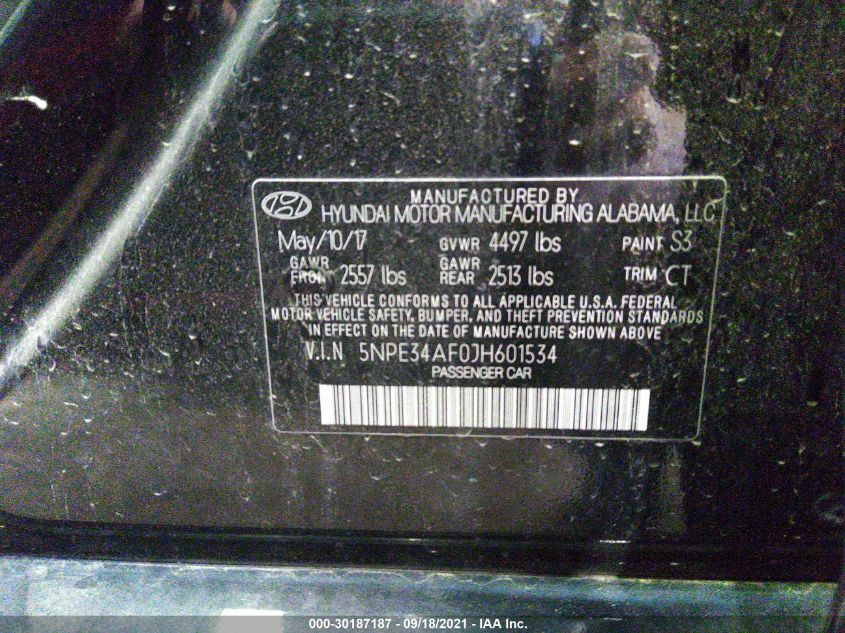 MANUFACTURED BY
HYUNDAI MOTOR MANUFACTURING ALABAMA, LLC
May/10/17 GVWR 4497 lbs PAINT S3
GAWR FRONT 2557 lbs GAWR REAR 2513 lbs TRIM CT
THIS VEHICLE CONFORMS TO ALL APPLICABLE U.S.A. FEDERAL
MOTOR VEHICLE SAFETY, BUMPER, AND THEFT PREVENTION STANDARDS
IN EFFECT ON THE DATE OF MANUFACTURE SHOWN ABOVE
V.I.N 5NPE34AF0JH601534
PASSENGER CAR
000-30187187 - 09/18/2021 - IAA Inc.